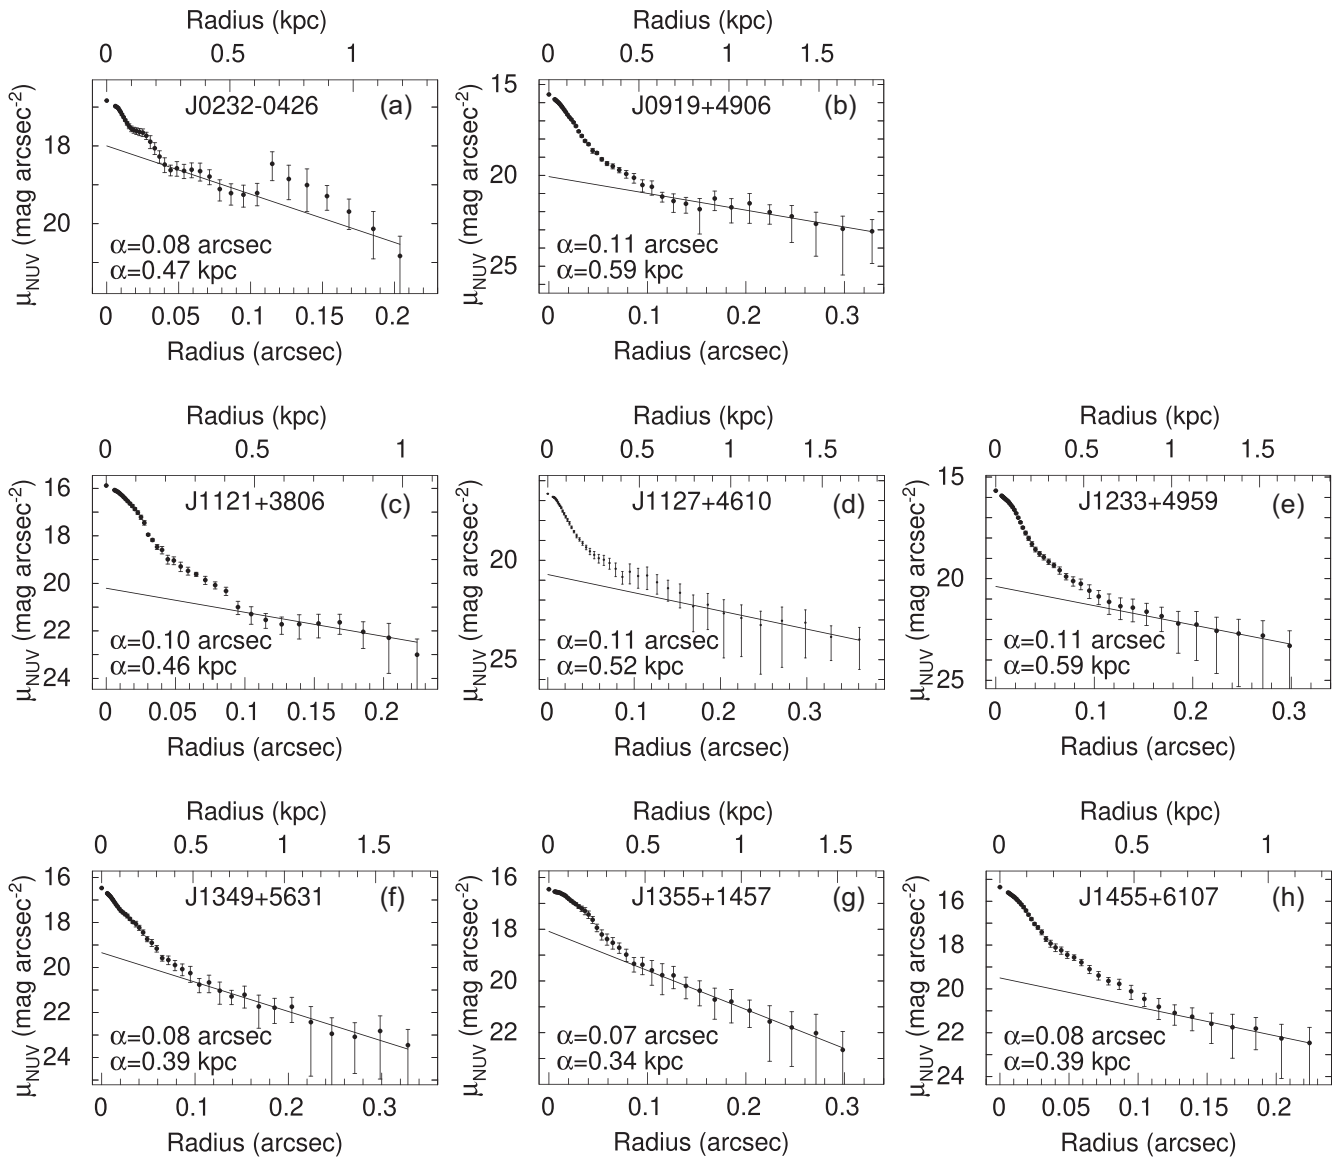 Radius (kpc)
0 0.5 1
J0232-0426 (a)
18
20
μNUV (mag arcsec-2)
α=0.08 arcsec
α=0.47 kpc
0 0.05 0.1 0.15 0.2
Radius (arcsec)
Radius (kpc)
0 0.5 1 1.5
J0919+4906 (b)
15
20
25
μNUV (mag arcsec-2)
α=0.11 arcsec
α=0.59 kpc
0 0.1 0.2 0.3
Radius (arcsec)
Radius (kpc)
0 0.5 1
J1121+3806 (c)
16
18
20
22
24
μNUV (mag arcsec-2)
α=0.10 arcsec
α=0.46 kpc
0 0.05 0.1 0.15 0.2
Radius (arcsec)
Radius (kpc)
0 0.5 1 1.5
J1127+4610 (d)
20
25
μNUV (mag arcsec-2)
α=0.11 arcsec
α=0.52 kpc
0 0.1 0.2 0.3
Radius (arcsec)
Radius (kpc)
0 0.5 1 1.5
J1233+4959 (e)
15
20
25
μNUV (mag arcsec-2)
α=0.11 arcsec
α=0.59 kpc
0 0.1 0.2 0.3
Radius (arcsec)
Radius (kpc)
0 0.5 1 1.5
J1349+5631 (f)
16
18
20
22
24
μNUV (mag arcsec-2)
α=0.08 arcsec
α=0.39 kpc
0 0.1 0.2 0.3
Radius (arcsec)
Radius (kpc)
0 0.5 1 1.5
J1355+1457 (g)
16
18
20
22
μNUV (mag arcsec-2)
α=0.07 arcsec
α=0.34 kpc
0 0.1 0.2 0.3
Radius (arcsec)
Radius (kpc)
0 0.5 1
J1455+6107 (h)
16
18
20
22
24
μNUV (mag arcsec-2)
α=0.08 arcsec
α=0.39 kpc
0 0.05 0.1 0.15 0.2
Radius (arcsec)